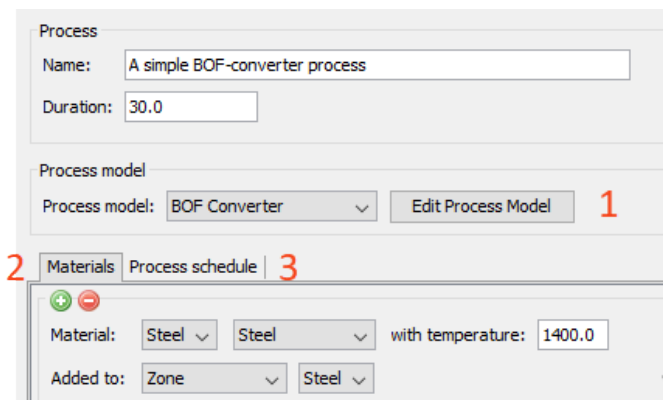 Process
Name: A simple BOF-converter process
Duration: 30.0
Process model
Process model: BOF Converter Edit Process Model 1
2 Materials Process schedule 3
Material: Steel Steel with temperature: 1400.0
Added to: Zone Steel